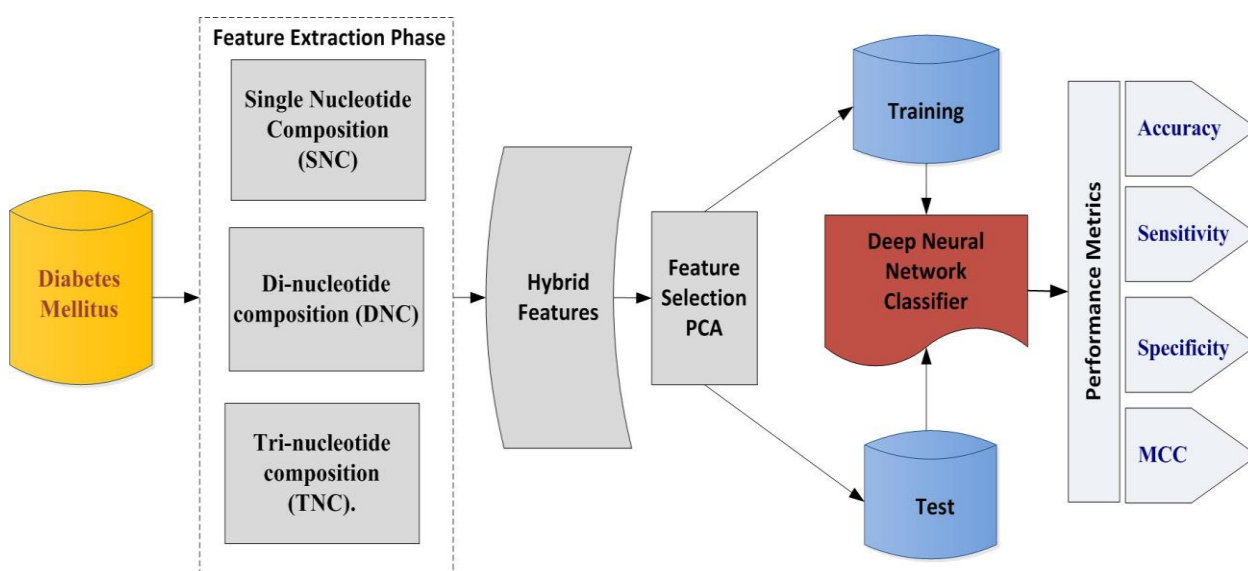 Diabetes
Mellitus
Feature Extraction Phase
Single Nucleotide
Composition
(SNC)
Di-nucleotide
composition (DNC)
Tri-nucleotide
composition
(TNC).
Hybrid
Features
Feature
Selection
PCA
Training
Deep Neural
Network
Classifier
Test
Performance Metrics
Accuracy
Sensitivity
Specificity
MCC